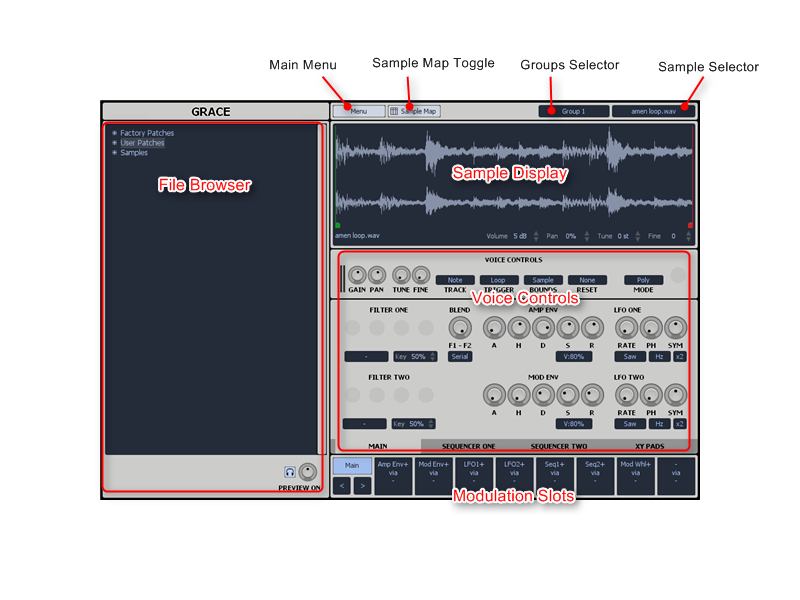 Main Menu
Sample Map Toggle
Groups Selector
Sample Selector
GRACE
Menu
Sample Map
Group 1
amen loop.wav
Factory Patches
User Patches
Samples
File Browser
Sample Display
amen loop.wav
Volume 5 dB Pan 0% Tune 0 st Fine 0
VOICE CONTROLS
Note Loop Sample None Poly
GAIN PAN TUNE FINE TRACK TRIGGER BOUNDS RESET MODE
Voice Controls
FILTER ONE BLEND AMP ENV LFO ONE
F1 - F2 A H D S R RATE PH SYM
- Key 50% Serial V:80% Saw Hz x2
FILTER TWO MOD ENV LFO TWO
A H D S R RATE PH SYM
- Key 50% V:80% Saw Hz x2
MAIN SEQUENCER ONE SEQUENCER TWO XY PADS
Main Amp Env+ Mod Env+ LFO1+ LFO2+ Seq1+ Seq2+ Mod Whl+ -
via via via via via via via via
< > - - - - - - - -
Modulation Slots
PREVIEW ON